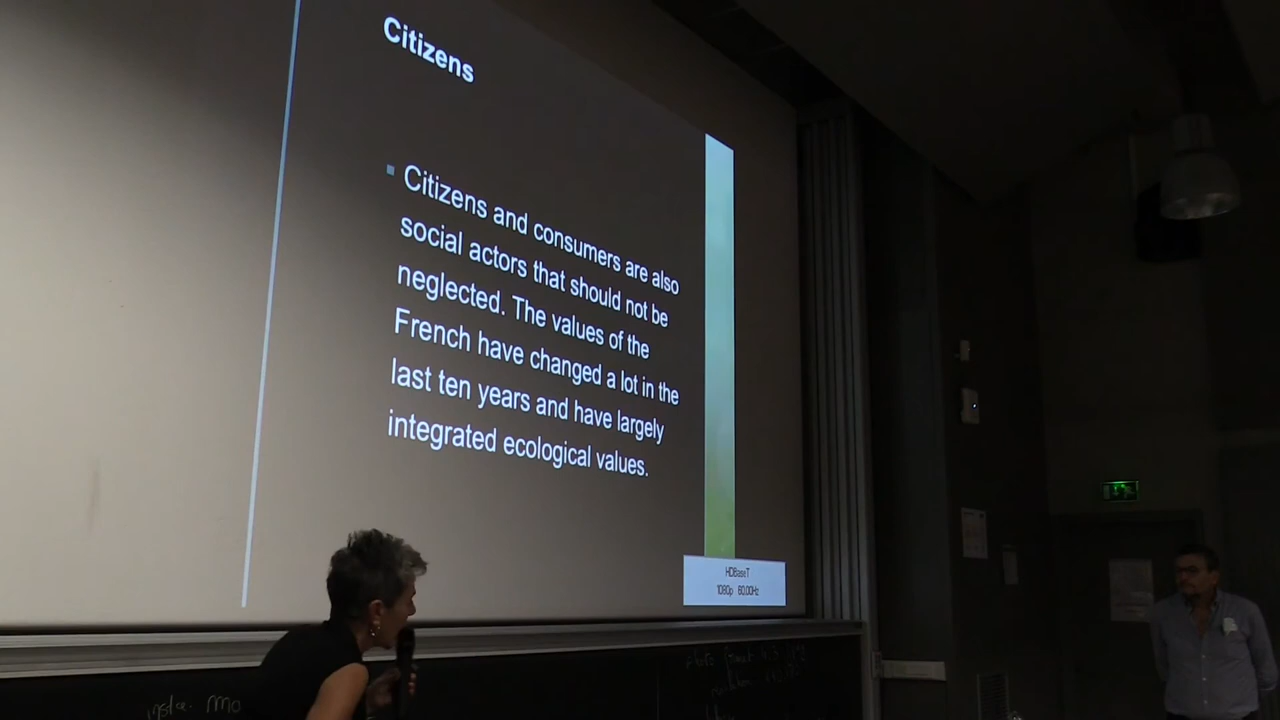 Citizens
Citizens and consumers are also
social actors that should not be
neglected. The values of the
French have changed a lot in the
last ten years and have largely
integrated ecological values.
HDBaseT
1080p 60.00Hz